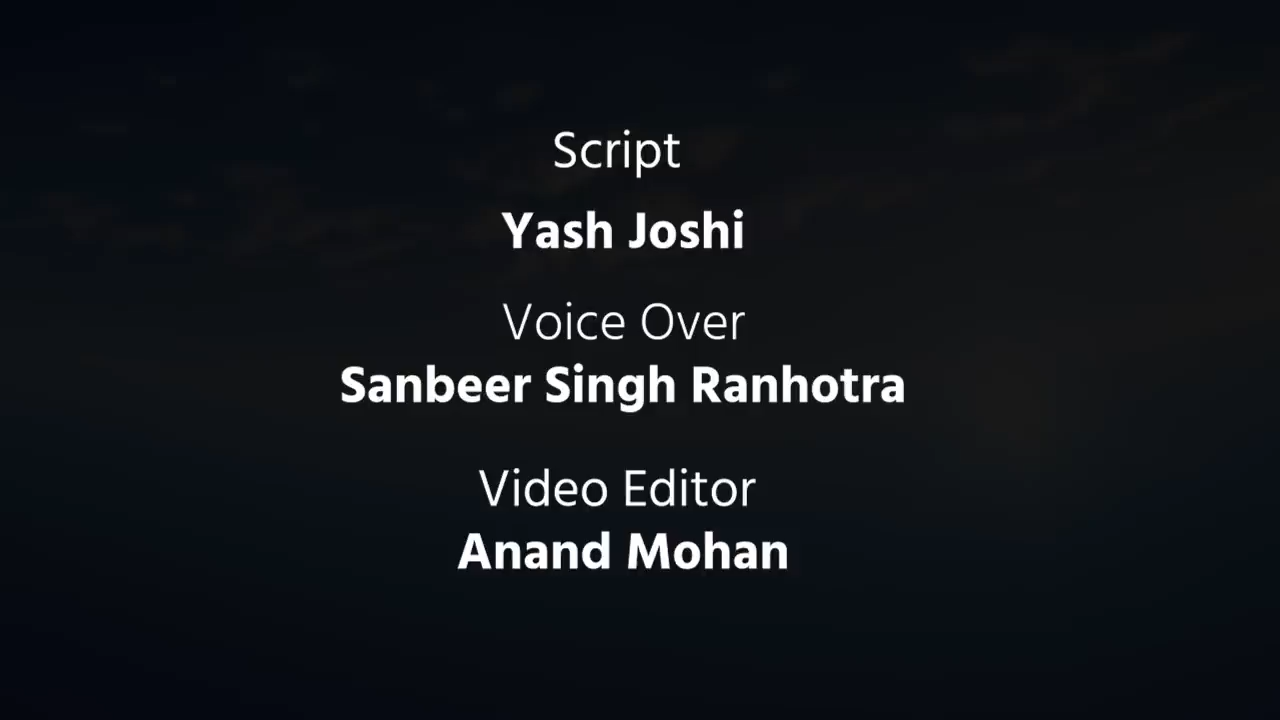 Script
Yash Joshi
Voice Over
Sanbeer Singh Ranhotra
Video Editor
Anand Mohan